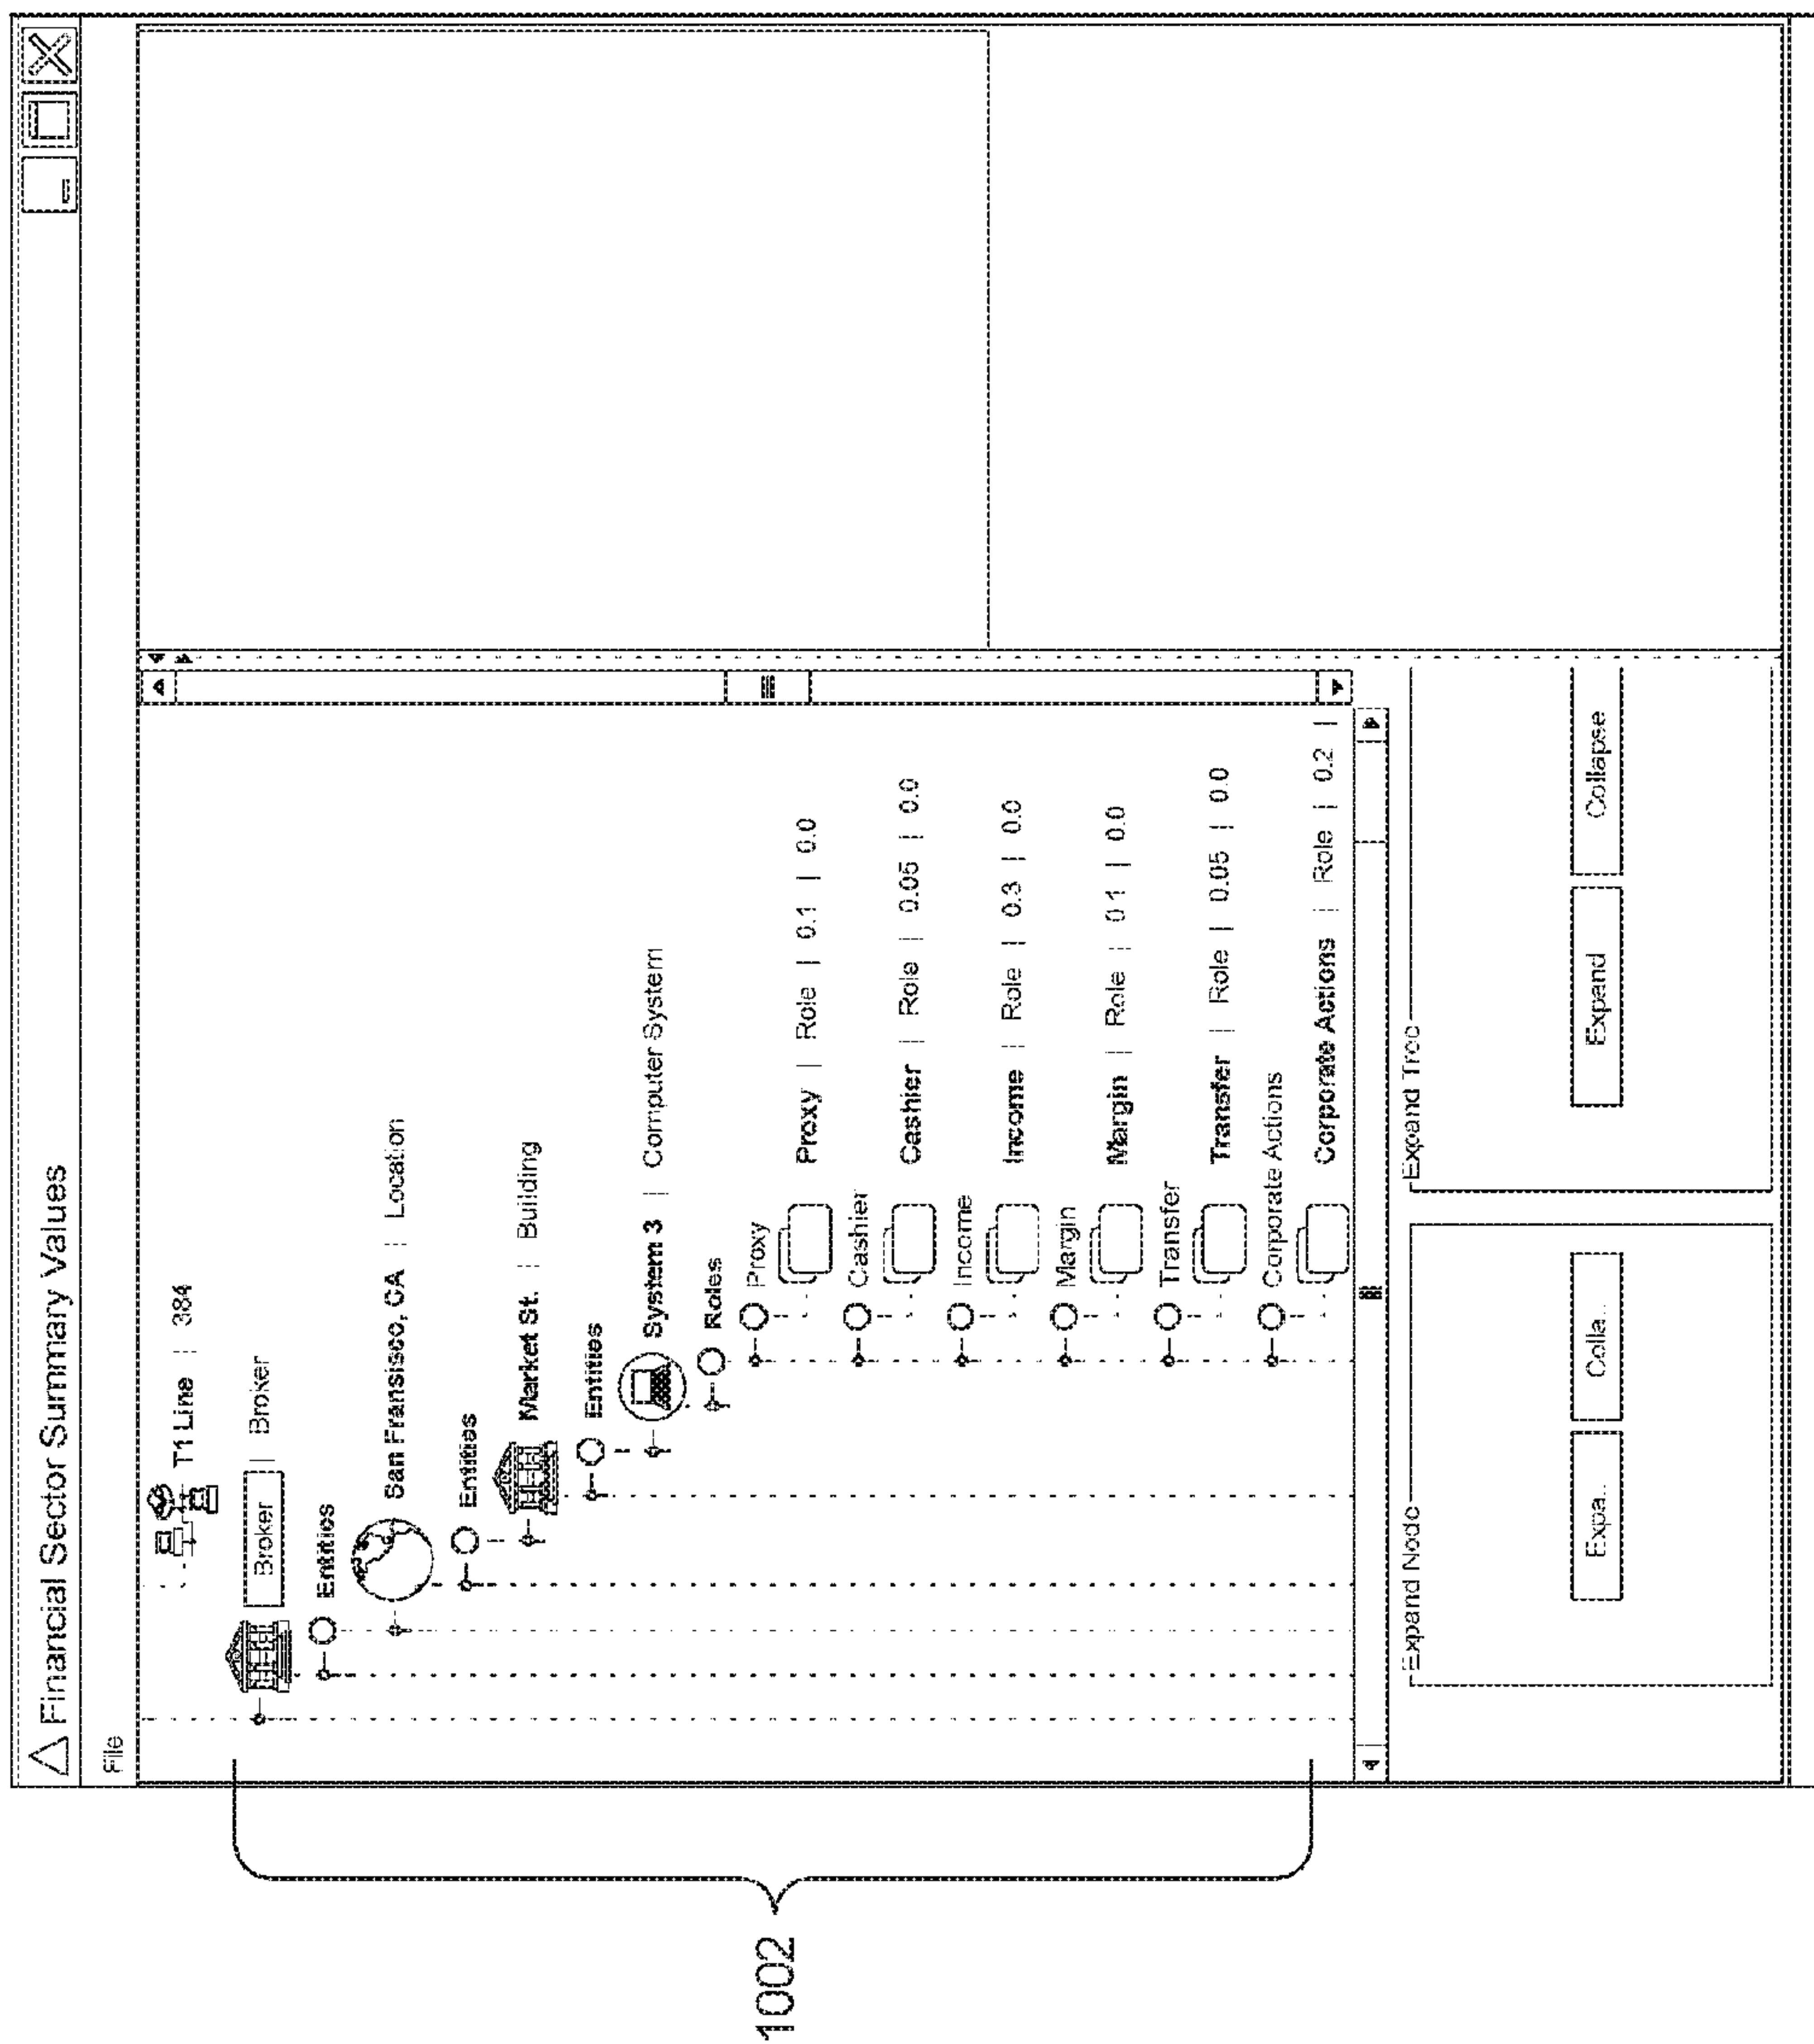 Financial Sector Summary Values
File
T1 Line | 384
Broker | Broker
Entities
San Fransisco, CA | Location
Entities
Market St. | Building
Entities
System 3 | Computer System
Roles
Proxy
Proxy | Role | 0.1 | 0.0
Cashier
Cashier | Role | 0.05 | 0.0
Income
Income | Role | 0.3 | 0.0
Margin
Margin | Role | 0.1 | 0.0
Transfer
Transfer | Role | 0.05 | 0.0
Corporate Actions
Corporate Actions | Role | 0.2 |
Expand Node
Expa.. Colla..
Expand Tree
Expand Collapse
1002